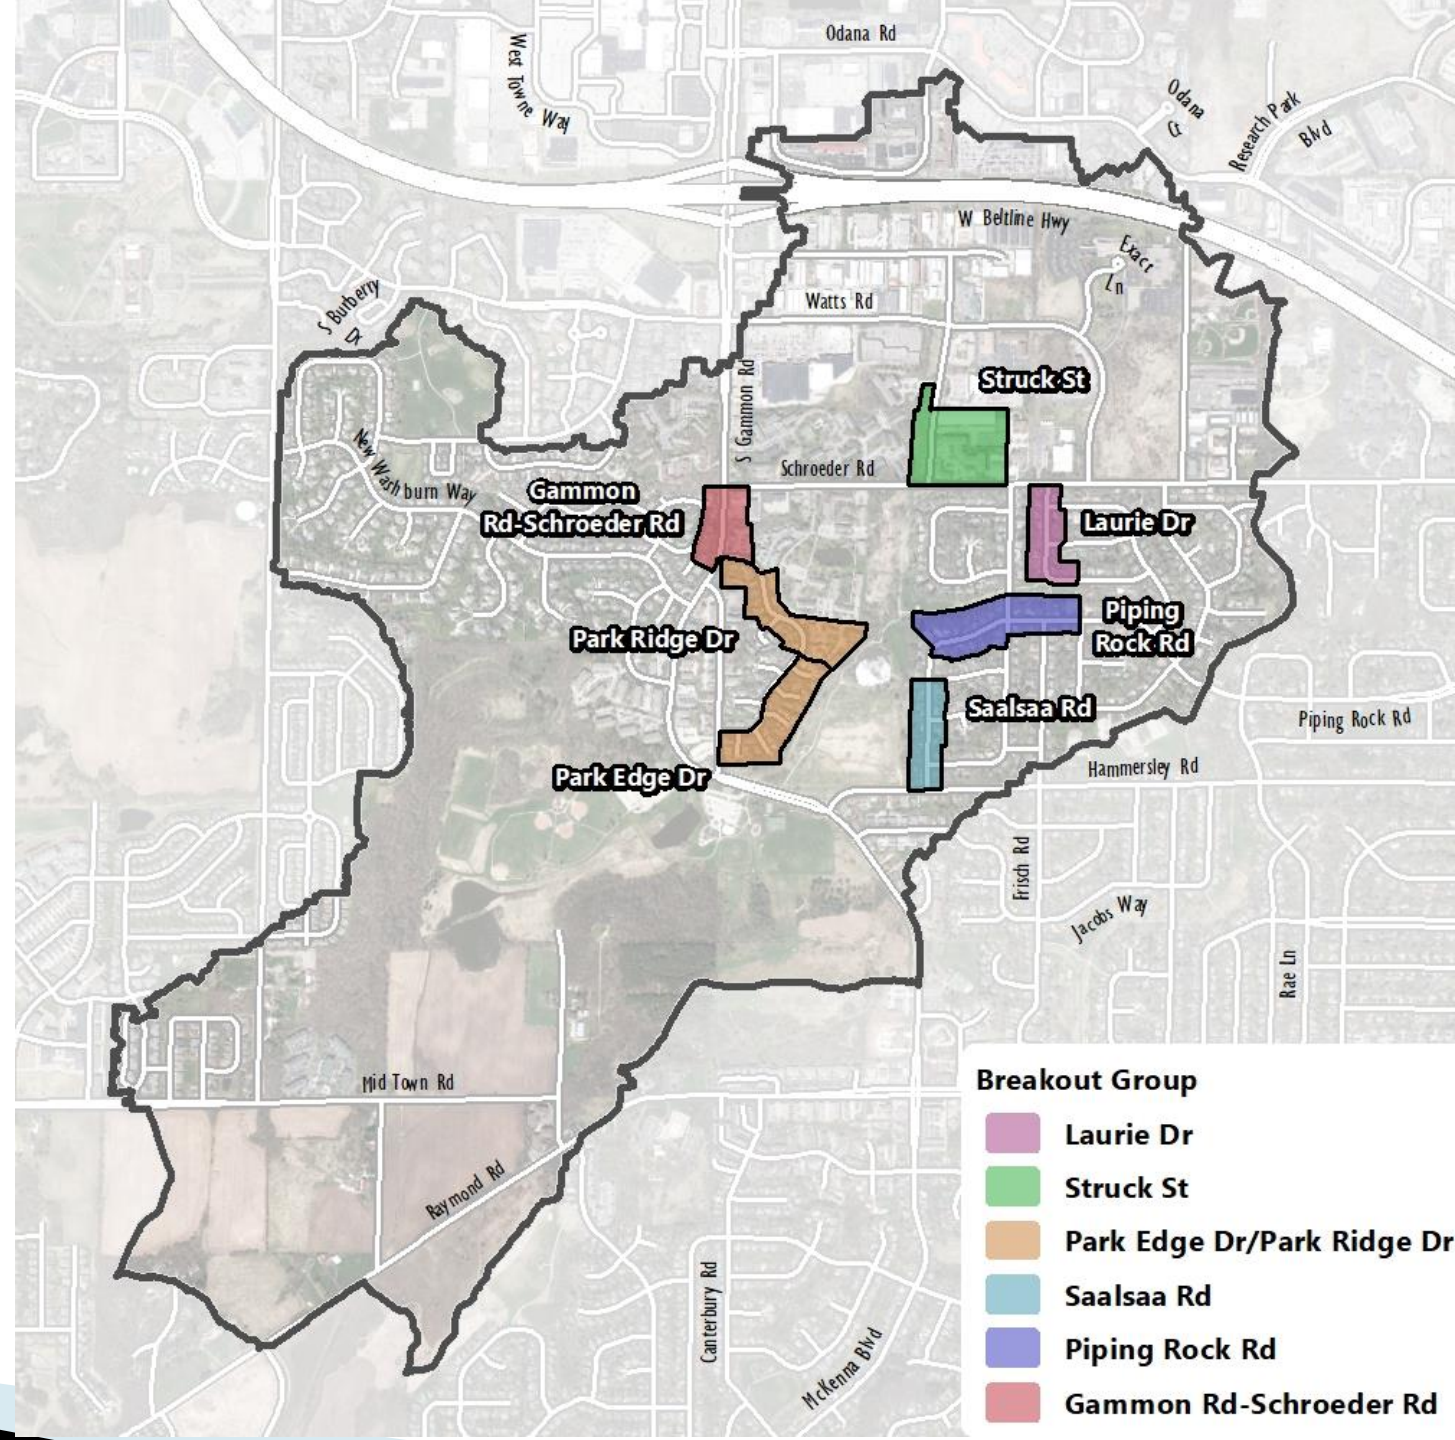 Odana Rd
West Towne Way
Odana
Ct
Research Park
Blvd
W Beltline Hwy
Exact
Ln
S Burberry
Dr
Watts Rd
S Gammon Rd
Struck St
New Washburn Way
Schroeder Rd
Gammon
Rd-Schroeder Rd
Laurie Dr
Park Ridge Dr
Piping
Rock Rd
Saalsaa Rd
Piping Rock Rd
Park Edge Dr
Hammersley Rd
Frisch Rd
Jacobs Way
Rae Ln
Mid Town Rd
Raymond Rd
Canterbury Rd
McKenna Blvd
Breakout Group
Laurie Dr
Struck St
Park Edge Dr/Park Ridge Dr
Saalsaa Rd
Piping Rock Rd
Gammon Rd-Schroeder Rd